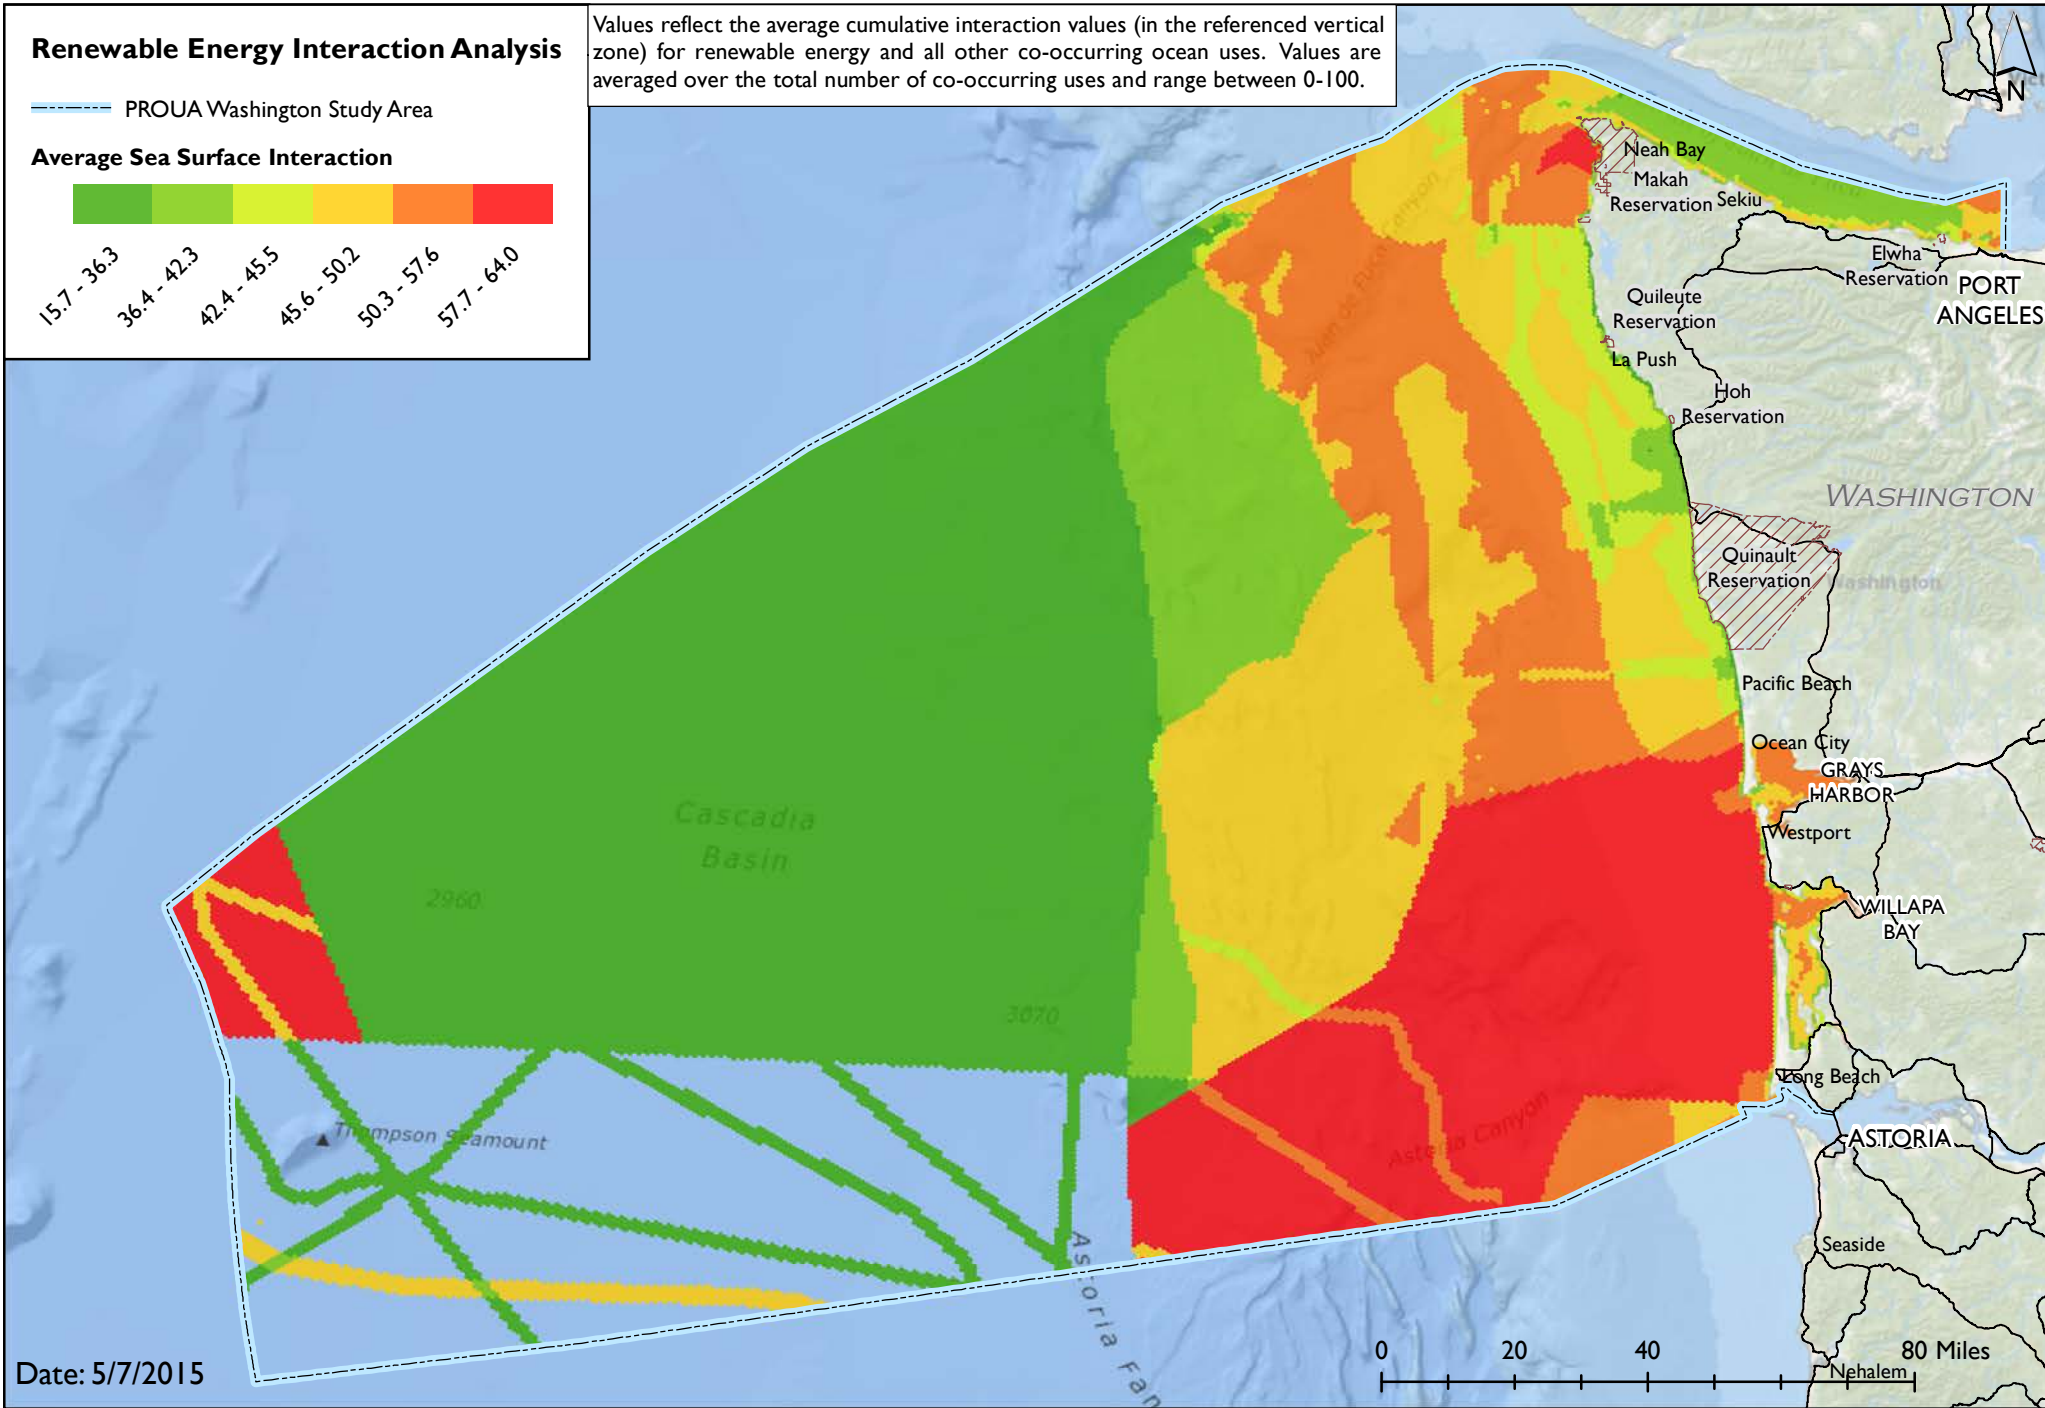 Renewable Energy Interaction Analysis
PROUA Washington Study Area
Average Sea Surface Interaction
15.7 - 36.3
36.4 - 42.3
42.4 - 45.5
45.6 - 50.2
50.3 - 57.6
57.7 - 64.0
Values reflect the average cumulative interaction values (in the referenced vertical
zone) for renewable energy and all other co-occurring ocean uses. Values are
averaged over the total number of co-occurring uses and range between 0-100.
N
Neah Bay
Makah
Reservation
Sekiu
Elwha
Reservation
PORT
ANGELES
Quileute
Reservation
La Push
Hoh
Reservation
Juan de Fuca Canyon
WASHINGTON
Quinault
Reservation
Washington
Pacific Beach
Ocean City
GRAYS
HARBOR
Westport
Cascadia
Basin
2960
WILLAPA
BAY
3070
Long Beach
Thompson Seamount
Astoria Canyon
ASTORIA
Astoria Fan
Seaside
Nehalem
0 20 40 80 Miles
Date: 5/7/2015